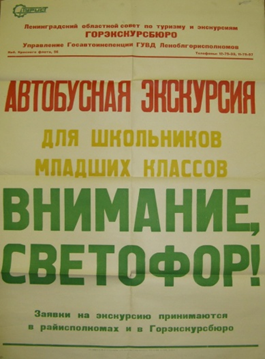 Ленинградский областной совет по туризму и экскурсиям
ГОРЭКСКУРСБЮРО
Управление Госавтоинспекции ГУВД Леноблгорисполкомов
АВТОБУСНАЯ ЭКСКУРСИЯ
ДЛЯ ШКОЛЬНИКОВ
МЛАДШИХ КЛАССОВ
ВНИМАНИЕ,
СВЕТОФОР!
Заявки на экскурсию принимаются
в райисполкомах и в Горэкскурсбюро